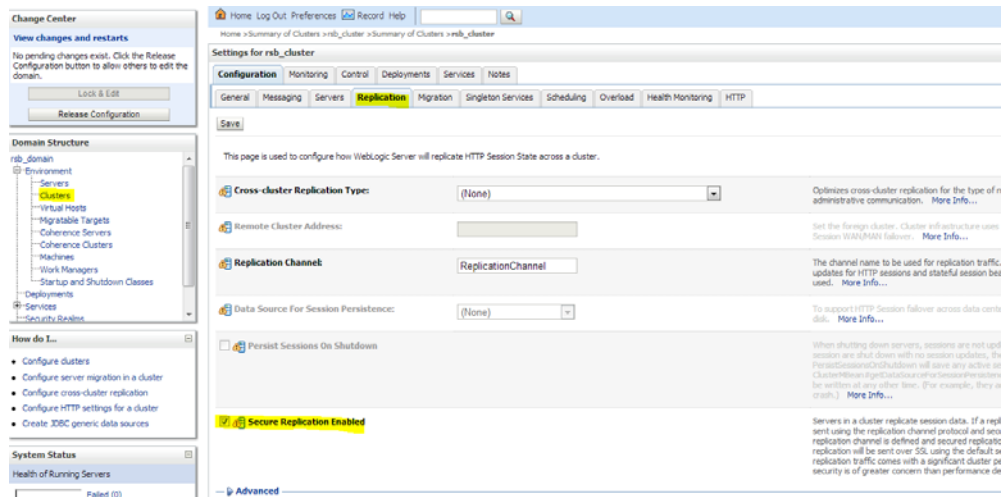 Change Center
View changes and restarts
No pending changes exist. Click the Release
Configuration button to allow others to edit the
domain.
Lock & Edit
Release Configuration
Domain Structure
rsb_domain
Environment
Servers
Clusters
Virtual Hosts
Migratable Targets
Coherence Servers
Coherence Clusters
Machines
Work Managers
Startup and Shutdown Classes
Deployments
Services
Security Realms
How do I...
Configure clusters
Configure server migration in a cluster
Configure cross-cluster replication
Configure HTTP settings for a cluster
Create JDBC generic data sources
System Status
Health of Running Servers
Failed (0)
Home Log Out Preferences Record Help
Home >Summary of Clusters >rsb_cluster >Summary of Clusters >rsb_cluster
Settings for rsb_cluster
Configuration Monitoring Control Deployments Services Notes
General Messaging Servers Replication Migration Singleton Services Scheduling Overload Health Monitoring HTTP
Save
This page is used to configure how WebLogic Server will replicate HTTP Session State across a cluster.
Cross-cluster Replication Type:
(None)
Optimizes cross-cluster replication for the type of
administrative communication. More Info...
Remote Cluster Address:
Set the foreign cluster. Cluster infrastructure uses
Session WAN/MAN failover. More Info...
Replication Channel:
ReplicationChannel
The channel name to be used for replication traffic.
updates for HTTP sessions and stateful session
used. More Info...
Data Source For Session Persistence:
(None)
To support HTTP Session failover across data
disk. More Info...
Persist Sessions On Shutdown
When shutting down servers, sessions are not
session are shut down with no session updates,
PersistSessionsOnShutdown will save any active
ClusterMBean#getDataSourceForSessionPersistence
be written at any other time. (For example, they
crash.) More Info...
Secure Replication Enabled
Servers in a cluster replicate session data. If a
sent using the replication channel protocol and
replication channel is defined and secured
replication will be sent over SSL using the default
replication traffic comes with a significant cluster
security is of greater concern than performance
Advanced